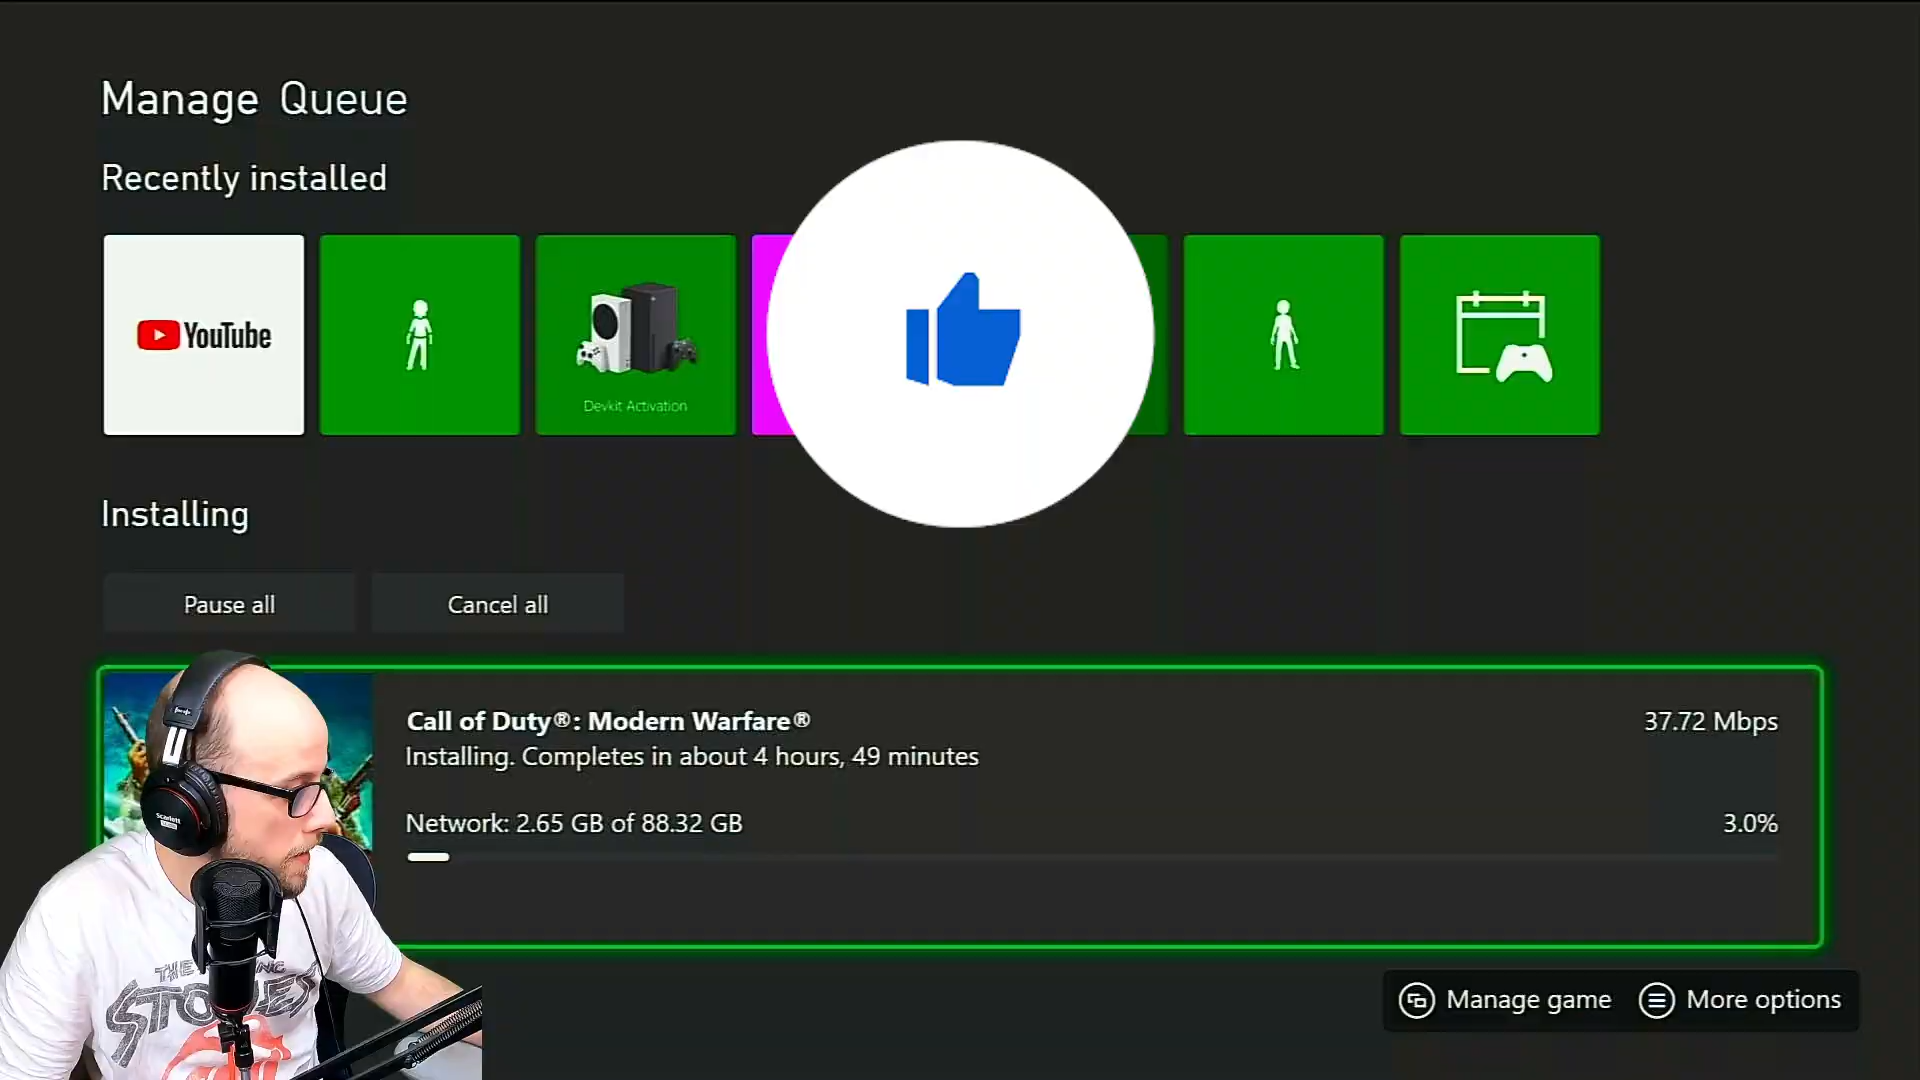 Manage Queue
Recently installed
YouTube
Devkit Activation
Installing
Pause all
Cancel all
Call of Duty®: Modern Warfare®
37.72 Mbps
Installing. Completes in about 4 hours, 49 minutes
Network: 2.65 GB of 88.32 GB
3.0%
Scarlett
THE
Manage game
More options